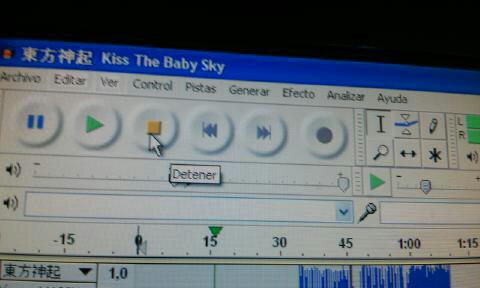 東方神起 Kiss The Baby Sky
Archivo Editar Ver Control Pistas Generar Efecto Analizar Ayuda
L
R
Detener
-15 0 15 30 45 1:00 1:15
東方神起 1,0